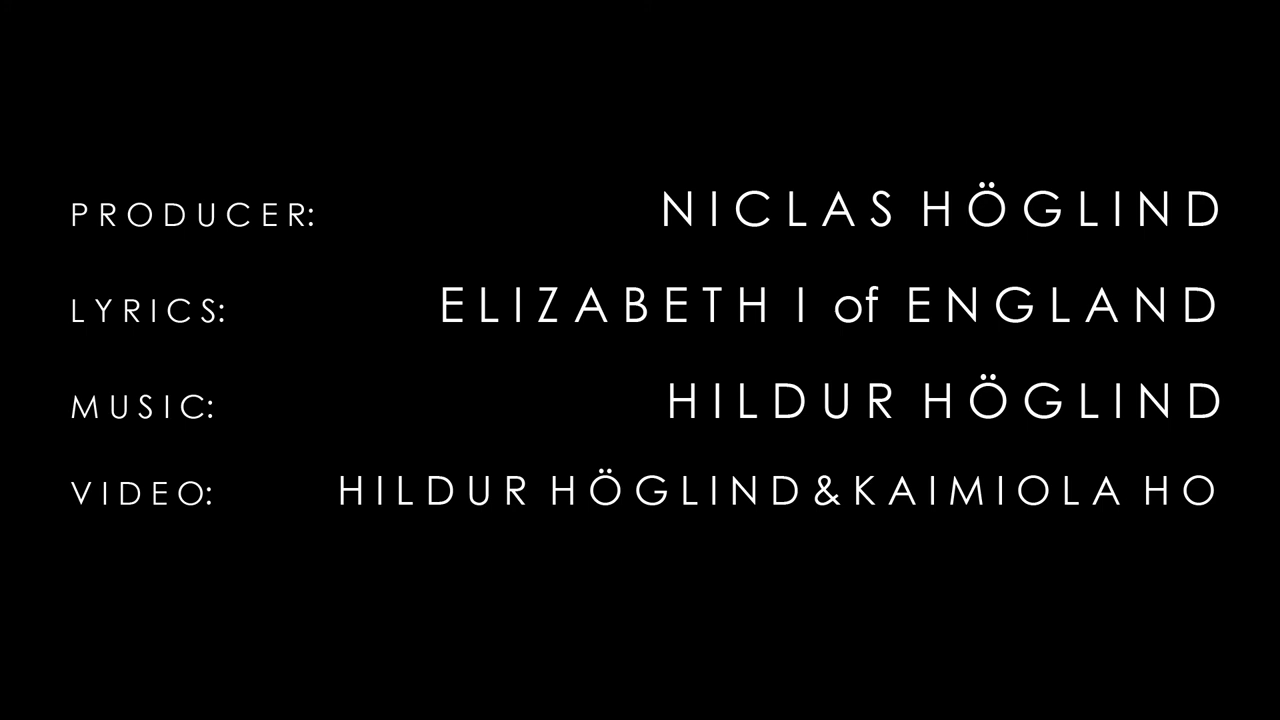 PRODUCER: NICLAS HÖGLIND
LYRICS: ELIZABETH I of ENGLAND
MUSIC: HILDUR HÖGLIND
VIDEO: HILDUR HÖGLIND&KAIMIOLA HO